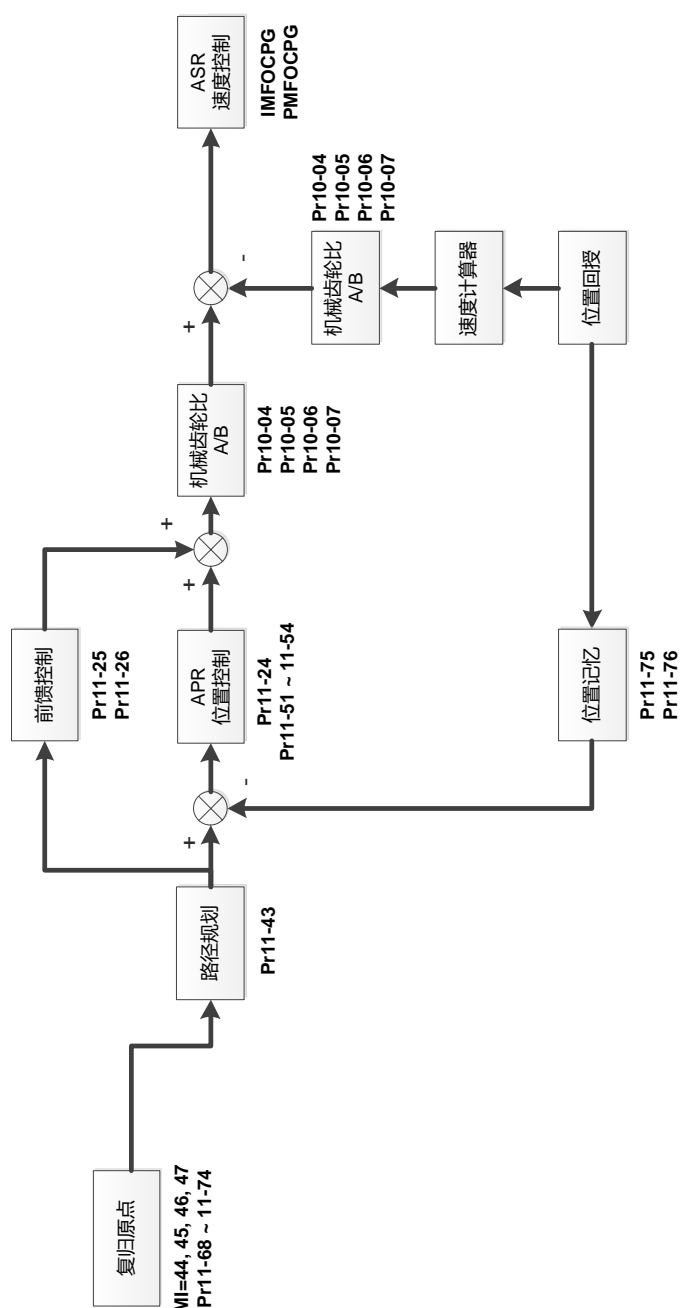 复归原点
MI=44, 45, 46, 47
Pr11-68 ~ 11-74
路径规划
Pr11-43
+
-
前馈控制
Pr11-25
Pr11-26
APR
位置控制
Pr11-24
Pr11-51 ~ 11-54
+
+
机械齿轮比
A/B
Pr10-04
Pr10-05
Pr10-06
Pr10-07
+
-
ASR
速度控制
IMFOCPG
PMFOCPG
机械齿轮比
A/B
Pr10-04
Pr10-05
Pr10-06
Pr10-07
速度计算器
位置回授
位置记忆
Pr11-75
Pr11-76